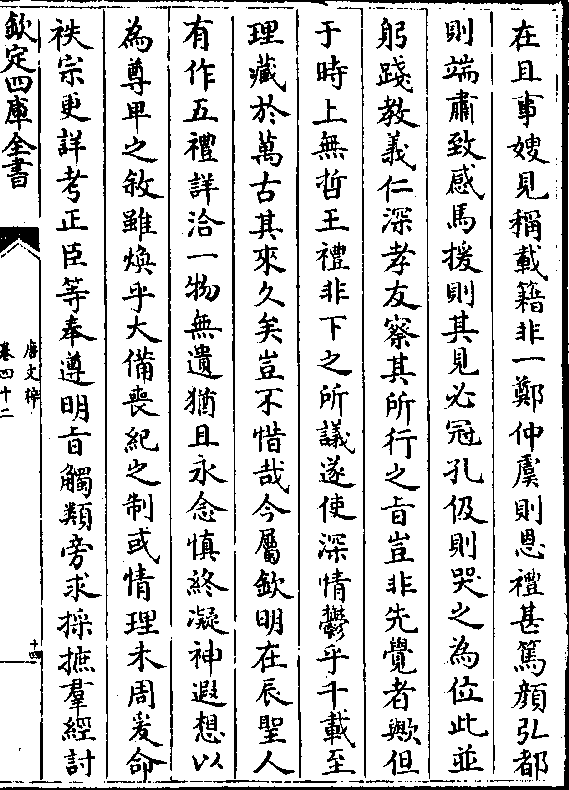 在且事嫂見稱載籍非一鄭仲虞則恩禮甚篤顔弘都
則端肅致感馬援則其見必冠孔伋則哭之為位此並
躬踐教義仁深孝友察其所行之旨豈非先覺者歟但
于時上無哲王禮非下之所議遂使深情鬱乎千載至
理藏於萬古其來久矣豈不惜哉今屬欽明在辰聖人
有作五禮詳洽一物無遺猶且永念慎終凝神遐想以
為尊卑之敘雖煥乎大備喪紀之制或情理未周爰命
秩宗更詳考正臣等奉遵明旨觸類旁求採摭羣經討
欽定四庫全書
唐文粹
卷四十二
十四